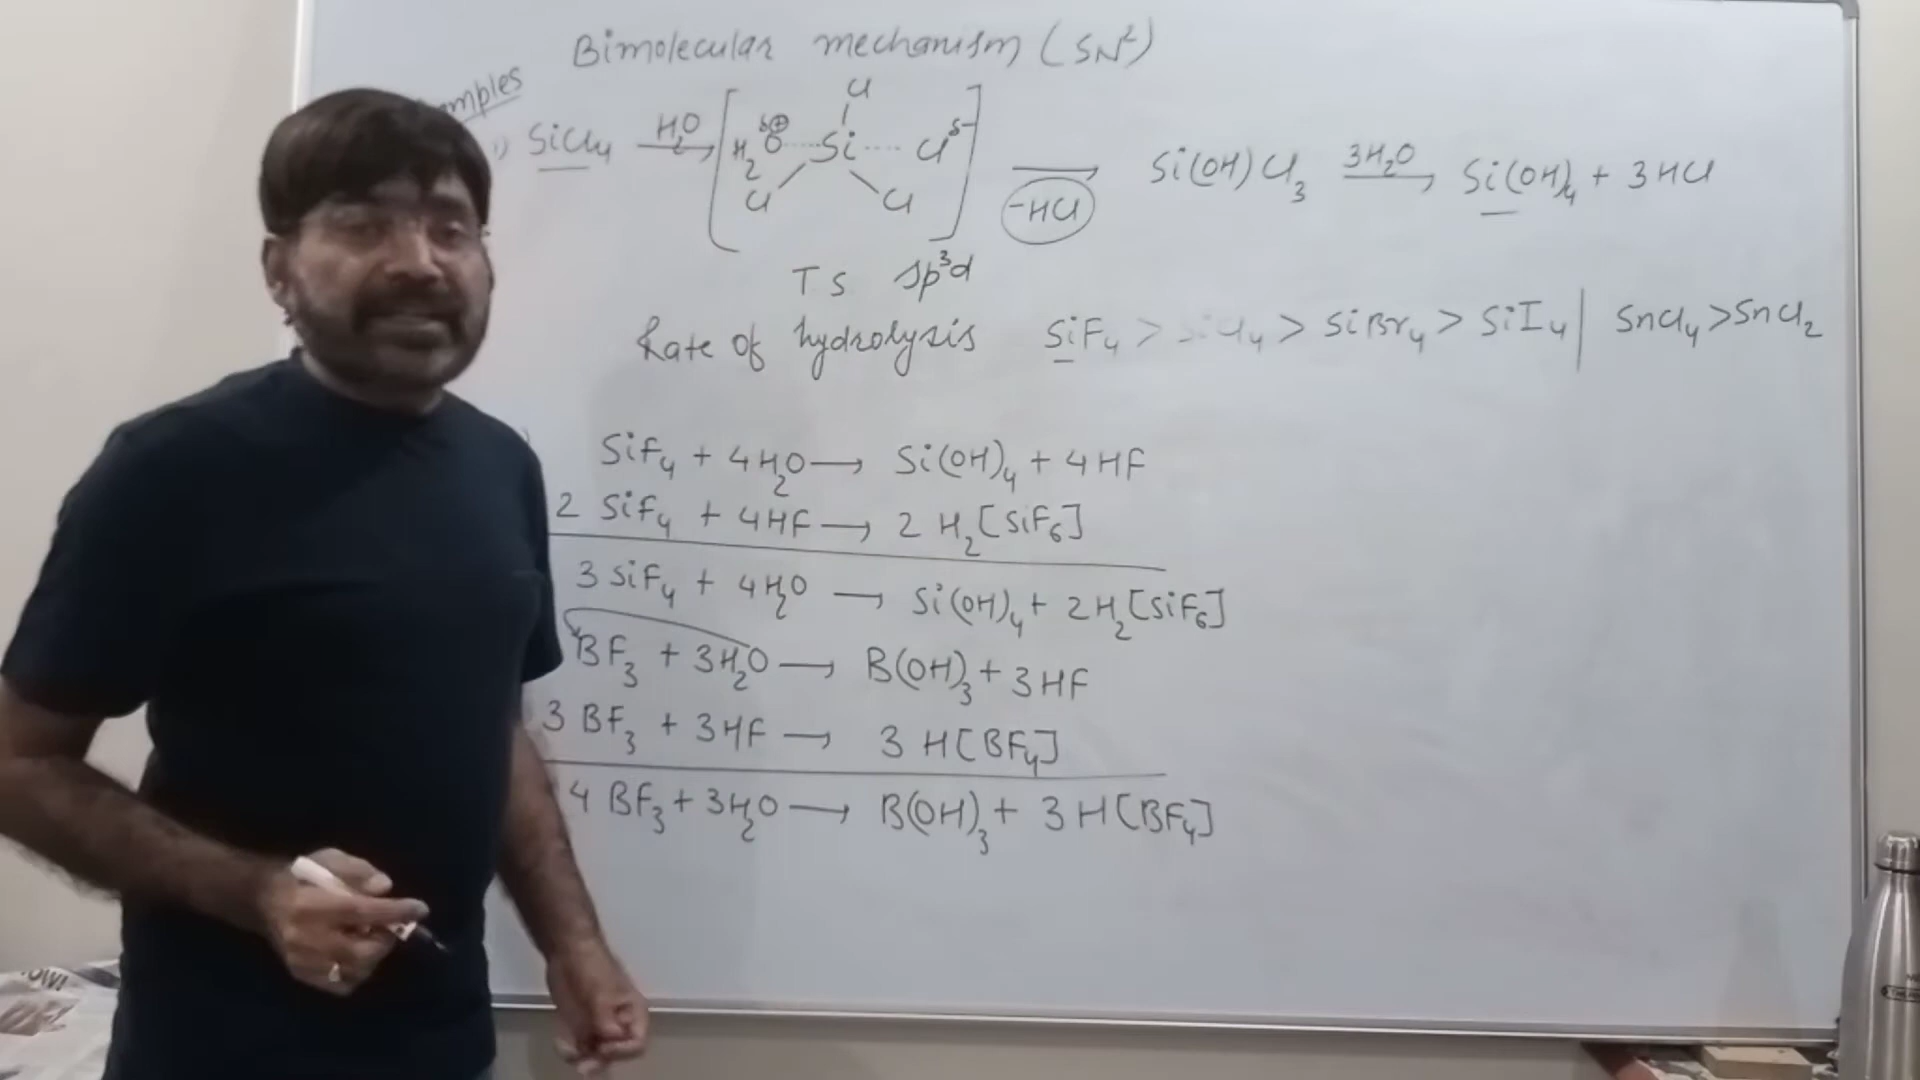 Bimolecular mechanism (SN²)
1) SiCl₄ —H₂O→ [H₂O^δ⊕ ····· Si ····· Cl^δ- Cl Cl Cl] —-HCl→ Si(OH)Cl₃ —3H₂O→ Si(OH)₄ + 3HCl
TS sp³d
Rate of hydrolysis SiF₄ > SiCl₄ > SiBr₄ > SiI₄ | SnCl₄ > SnCl₂
SiF₄ + 4H₂O → Si(OH)₄ + 4HF
2 SiF₄ + 4HF → 2 H₂[SiF₆]
3 SiF₄ + 4H₂O → Si(OH)₄ + 2H₂[SiF₆]
BF₃ + 3H₂O → B(OH)₃ + 3HF
3 BF₃ + 3HF → 3 H[BF₄]
4 BF₃ + 3H₂O → B(OH)₃ + 3 H[BF₄]